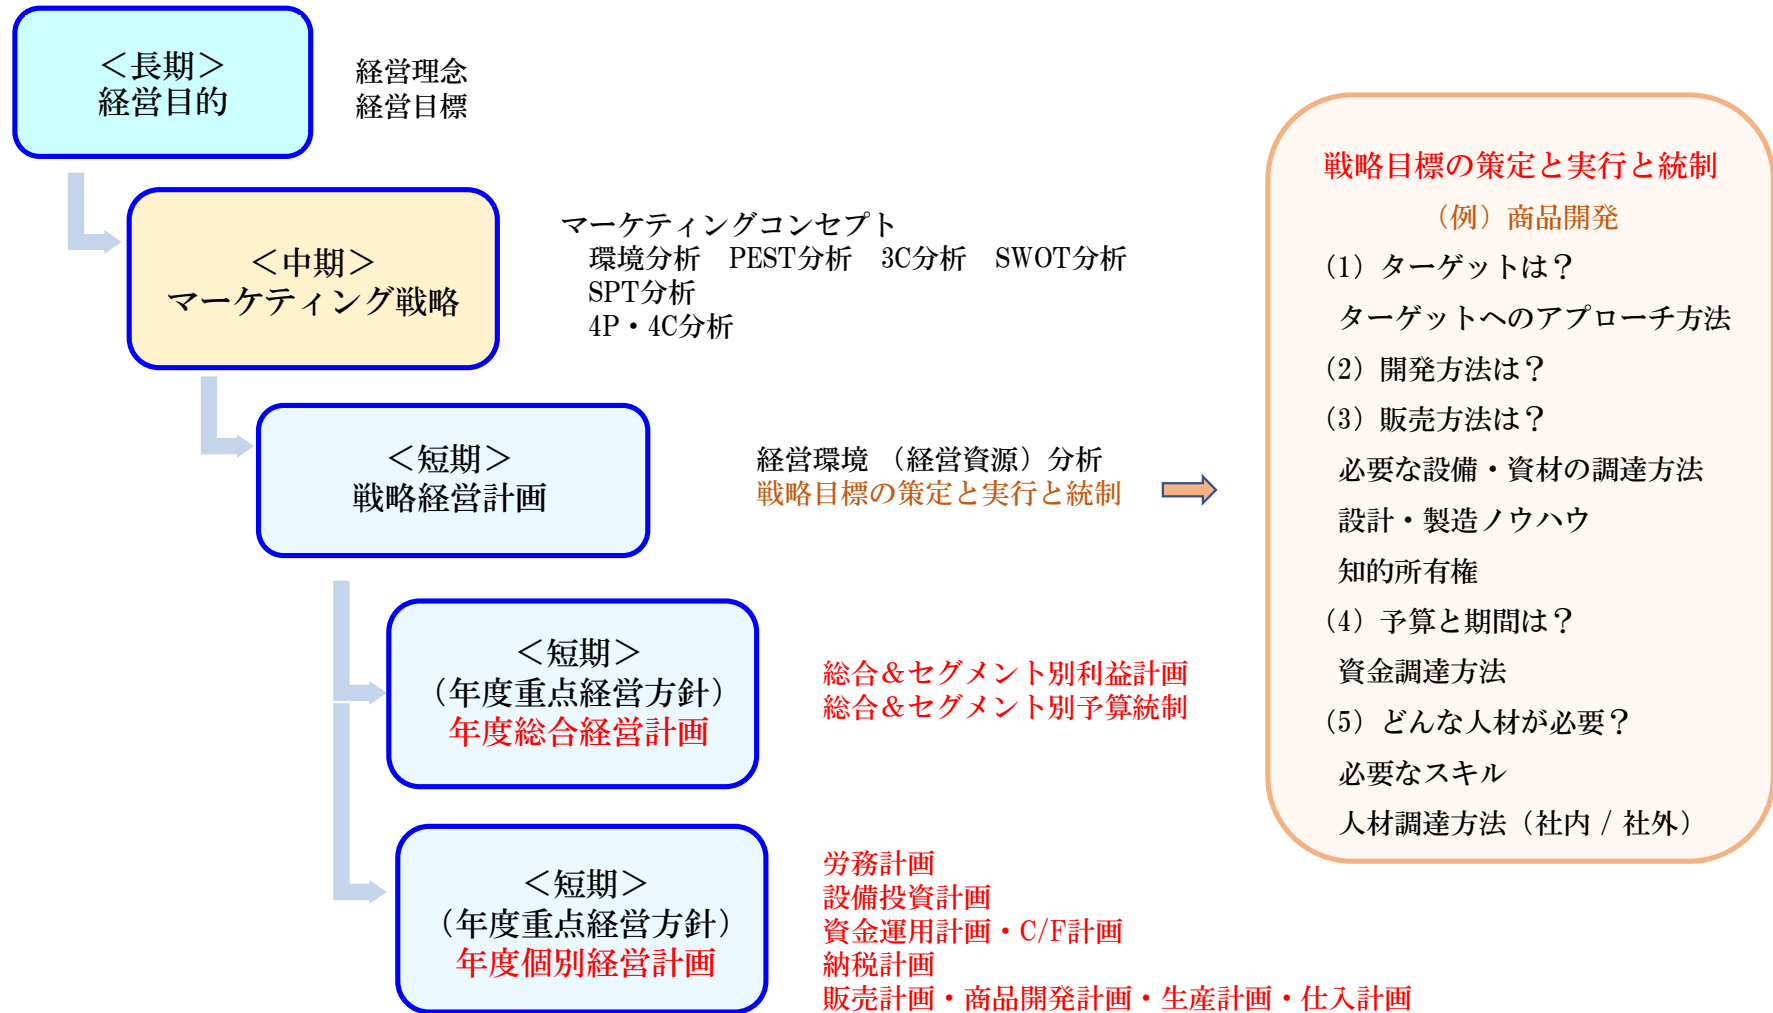 ＜長期＞
経営目的
経営理念
経営目標
＜中期＞
マーケティング戦略
マーケティングコンセプト
環境分析　PEST分析　3C分析　SWOT分析
SPT分析
4P・4C分析
＜短期＞
戦略経営計画
経営環境 （経営資源）分析
戦略目標の策定と実行と統制
＜短期＞
（年度重点経営方針）
年度総合経営計画
総合＆セグメント別利益計画
総合＆セグメント別予算統制
＜短期＞
（年度重点経営方針）
年度個別経営計画
労務計画
設備投資計画
資金運用計画・C/F計画
納税計画
販売計画・商品開発計画・生産計画・仕入計画
戦略目標の策定と実行と統制
（例）商品開発
（1）ターゲットは？
ターゲットへのアプローチ方法
（2）開発方法は？
（3）販売方法は？
必要な設備・資材の調達方法
設計・製造ノウハウ
知的所有権
（4）予算と期間は？
資金調達方法
（5）どんな人材が必要？
必要なスキル
人材調達方法（社内 / 社外）